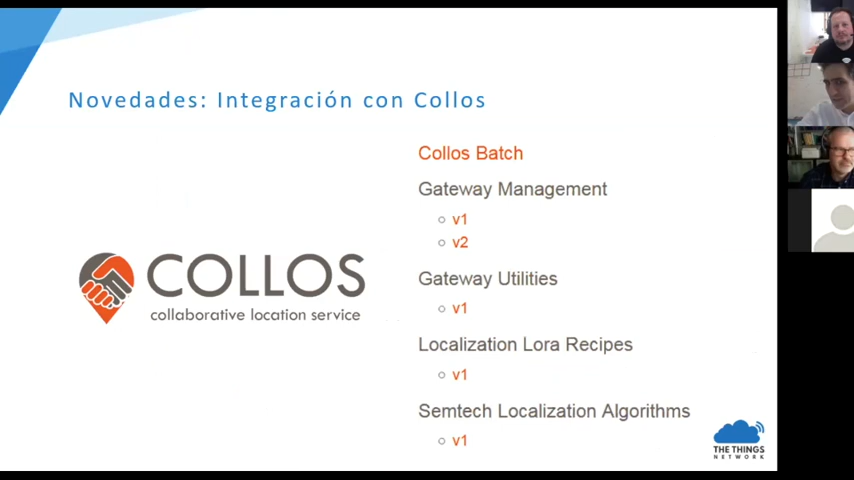 Novedades: Integración con Collos
COLLOS
collaborative location service
Collos Batch
Gateway Management
v1
v2
Gateway Utilities
v1
Localization Lora Recipes
v1
Semtech Localization Algorithms
v1
THE THINGS
NETWORK